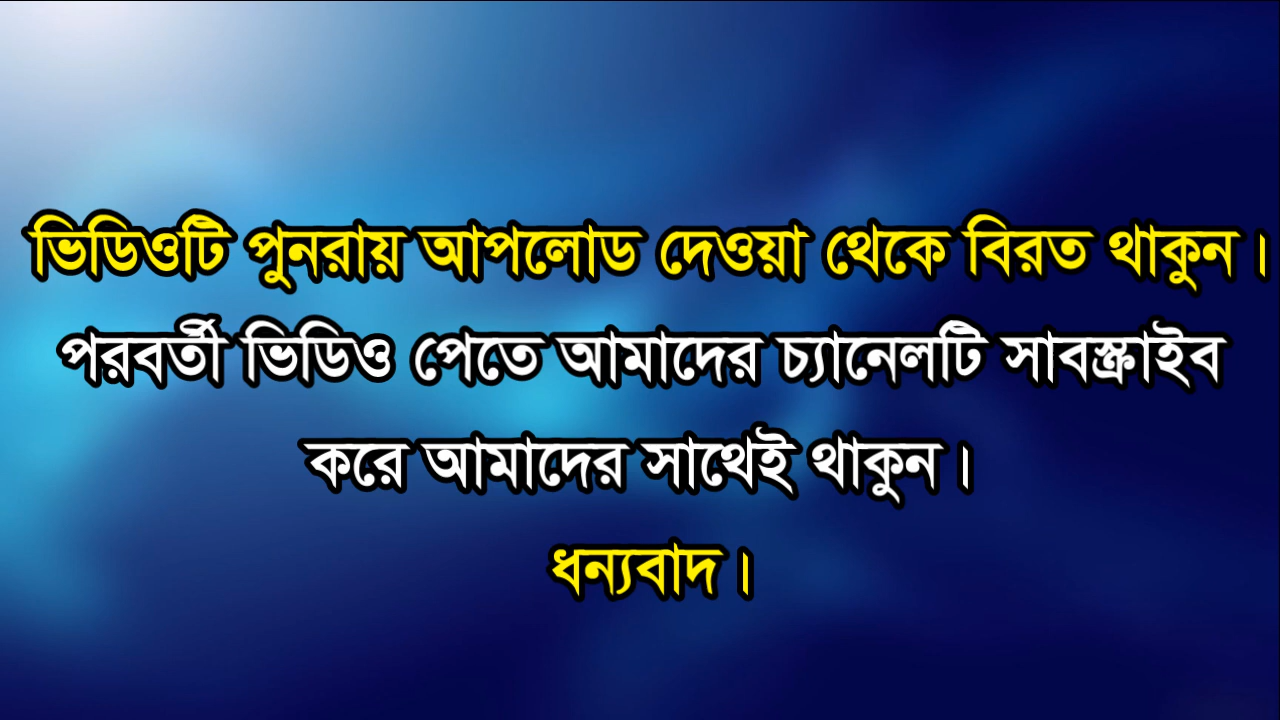 ভিডিওটি পুনরায় আপলোড দেওয়া থেকে বিরত থাকুন।
পরবর্তী ভিডিও পেতে আমাদের চ্যানেলটি সাবস্ক্রাইব
করে আমাদের সাথেই থাকুন।
ধন্যবাদ।